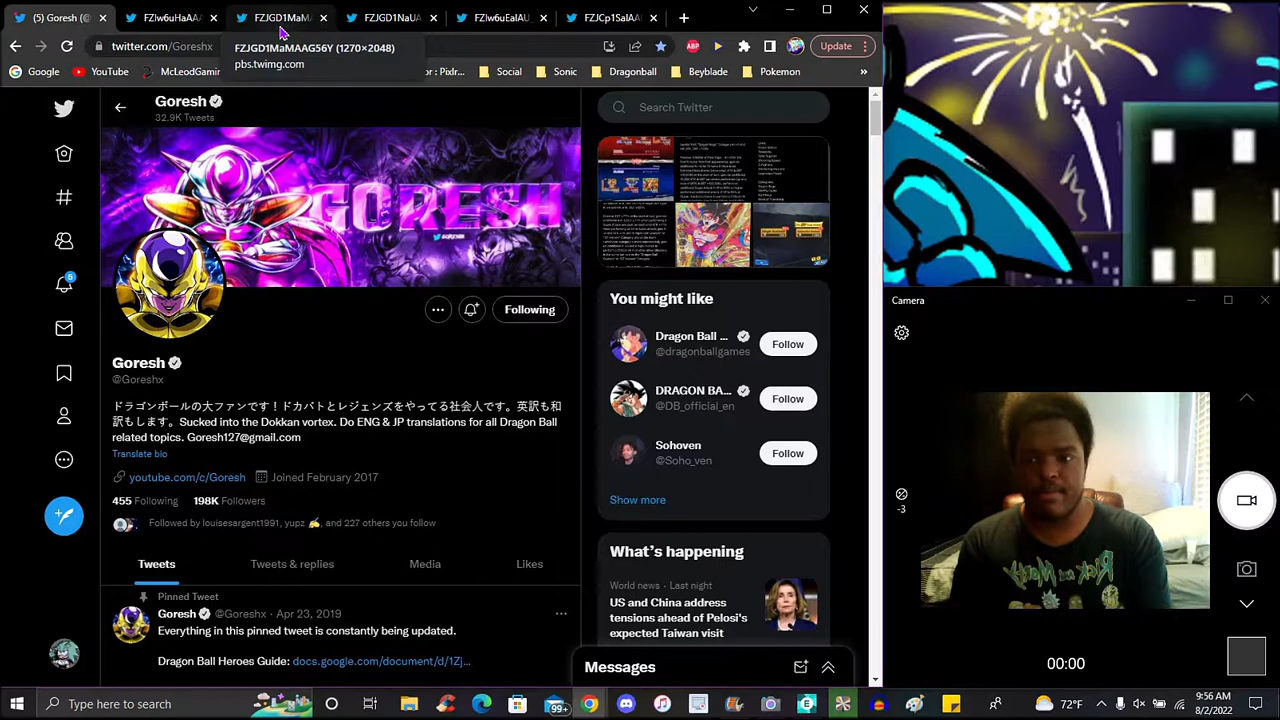 (5) Goresh (
FZIw6uHaAA
FZJGD1MaM
FZJGD1NaUA
FZIw6uEaIAU
FZJCp1SaIAA
FZJGD1MaMAAG56Y (1270×2048)
pbs.twimg.com
twitter.com/Goreshx
ABP
Update
Google
YouTube
McLeodGamin
: Pixlr...
Social
Sonic
Dragonball
Beyblade
Pokemon
»
Goresh
32.9K Tweets
Search Twitter
6
Following
Goresh
@Goreshx
ドラゴンボールの大ファンです！ドカバトとレジェンズをやってる社会人です。英訳も和
訳もします。Sucked into the Dokkan vortex. Do ENG & JP translations for all Dragon Ball
related topics. Goresh127@gmail.com
Translate bio
youtube.com/c/Goresh
Joined February 2017
455 Following
198K Followers
Followed by louisesargent1991, yupz ✍, and 227 others you follow
Tweets
Tweets & replies
Media
Likes
Pinned Tweet
Goresh @Goreshx · Apr 23, 2019
Everything in this pinned tweet is constantly being updated.
Dragon Ball Heroes Guide: docs.google.com/document/d/1Zj...
You might like
Dragon Ball ...
@dragonballgames
Follow
DRAGON BA...
@DB_official_en
Follow
Sohoven
@Soho_ven
Follow
Show more
What's happening
World news · Last night
US and China address
tensions ahead of Pelosi's
expected Taiwan visit
Messages
Camera
-3
Rick and Morty
00:00
Type here to search
99+
72°F
9:56 AM
8/2/2022